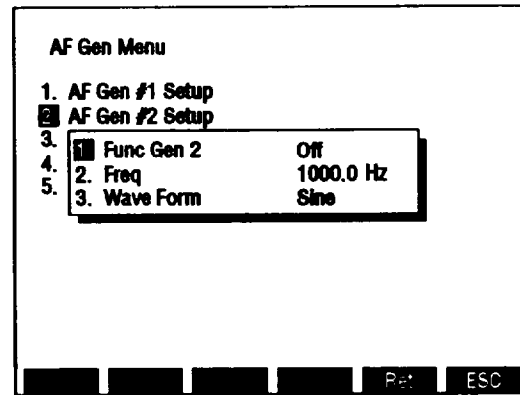 AF Gen Menu
1. AF Gen #1 Setup
2 AF Gen #2 Setup
3.
4.
5.
1 Func Gen 2 Off
2. Freq 1000.0 Hz
3. Wave Form Sine
Ret ESC